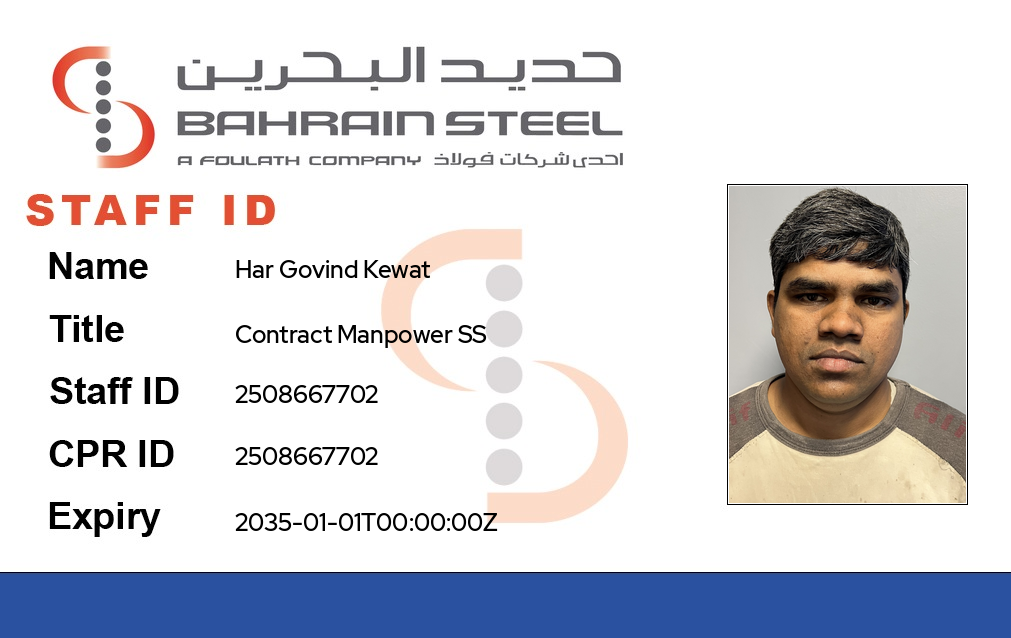 حديد البحرين
BAHRAIN STEEL
A FOULATH COMPANY احدى شركات فولاذ
STAFF ID
Name Har Govind Kewat
Title Contract Manpower SS
Staff ID 2508667702
CPR ID 2508667702
Expiry 2035-01-01T00:00:00Z